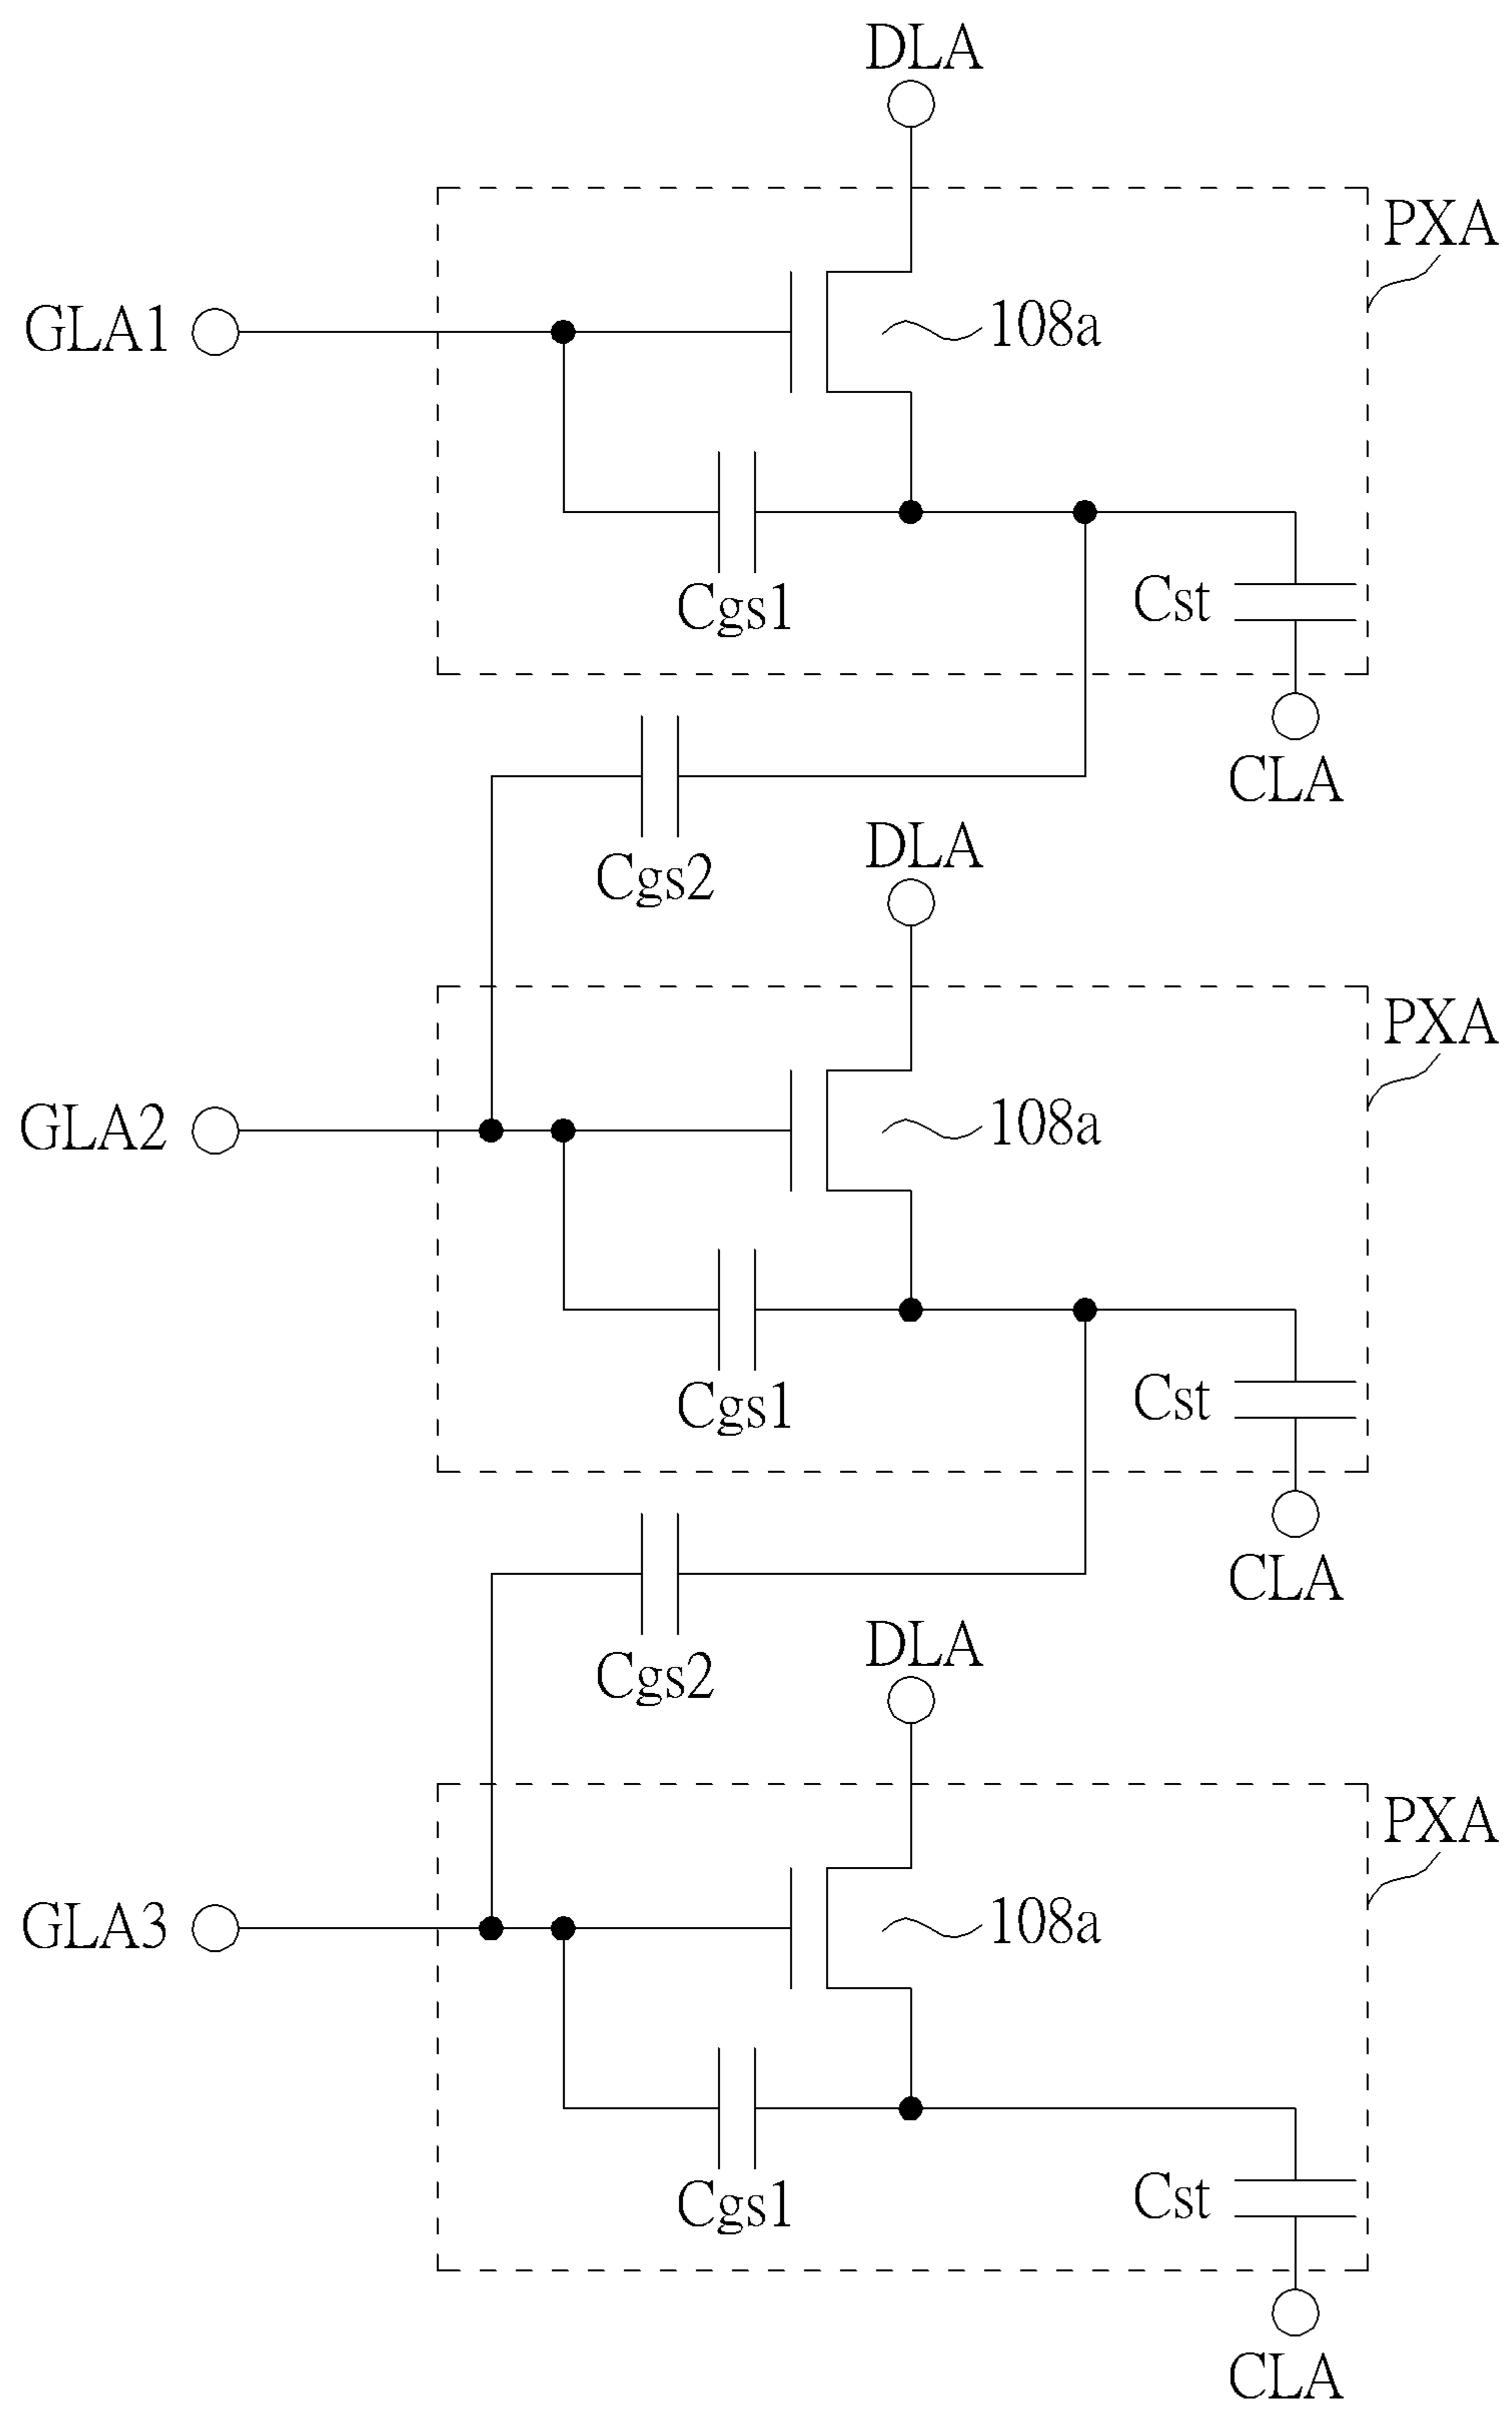 DLA
PXA
GLA1
108a
Cgs1
Cst
CLA
Cgs2
DLA
PXA
GLA2
108a
Cgs1
Cst
CLA
Cgs2
DLA
PXA
GLA3
108a
Cgs1
Cst
CLA